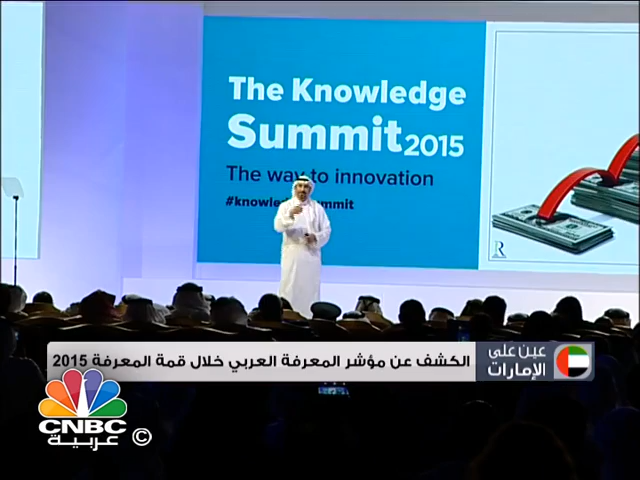 The Knowledge
Summit2015
The way to innovation
#knowle summit
R
الكشف عن مؤشر المعرفة العربي خلال قمة المعرفة 2015
عين على
الإمارات
CNBC
عربية ©